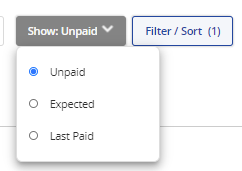 Show: Unpaid
Filter / Sort (1)
Unpaid
Expected
Last Paid